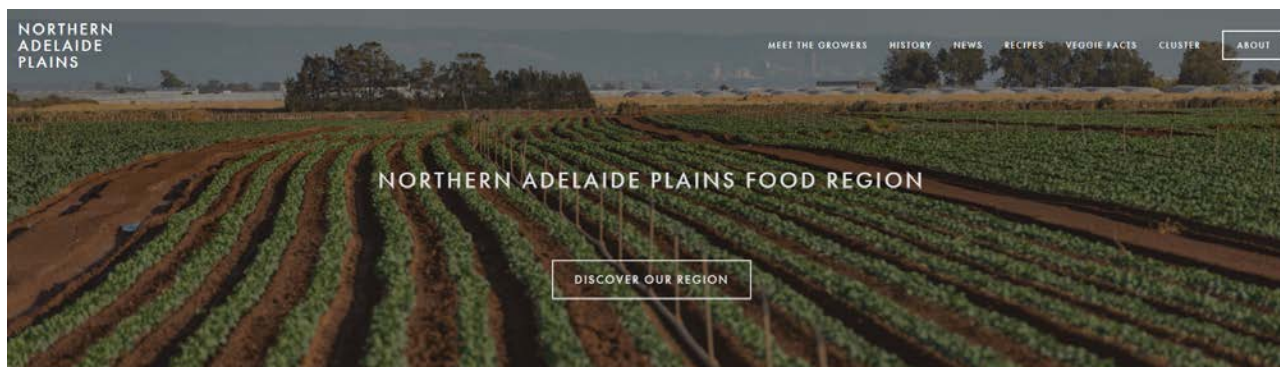 NORTHERN
ADELAIDE
PLAINS
MEET THE GROWERS HISTORY NEWS RECIPES VEGGIE FACTS CLUSTER ABOUT
NORTHERN ADELAIDE PLAINS FOOD REGION
DISCOVER OUR REGION